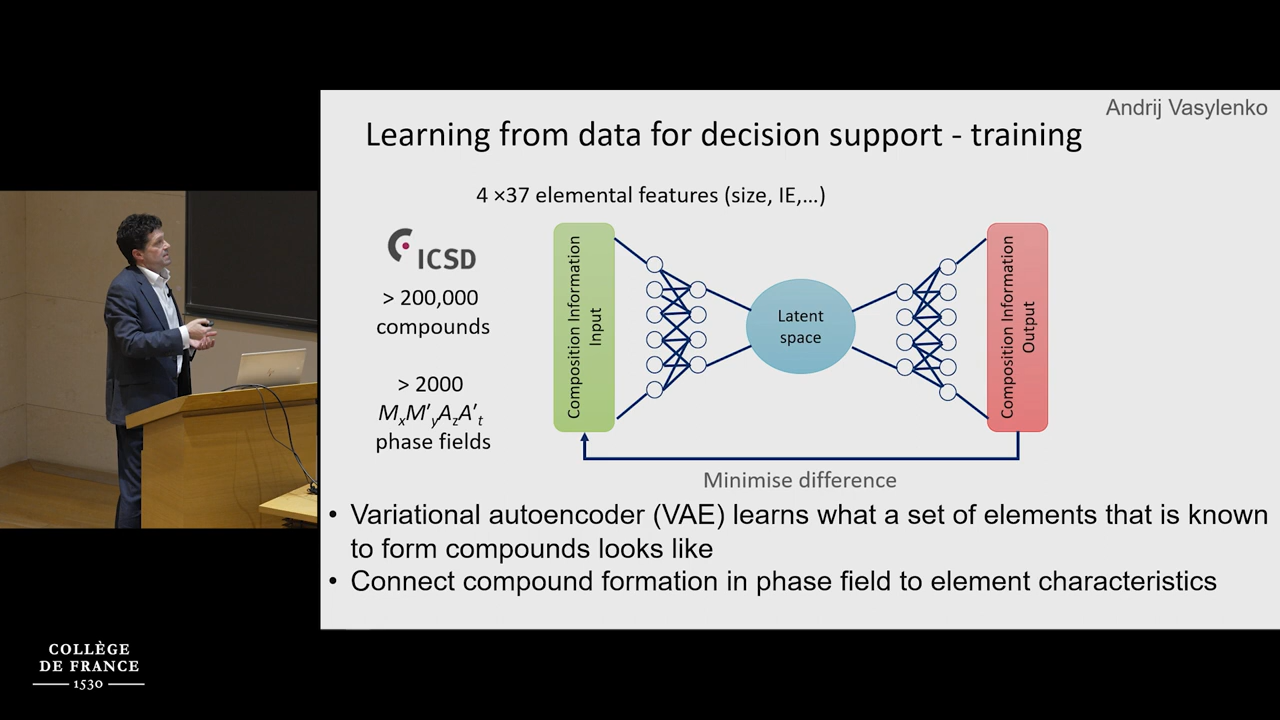 Andrij Vasylenko
Learning from data for decision support - training
4 ×37 elemental features (size, IE,...)
ICSD
> 200,000
compounds
> 2000
MxM′yAzA′t
phase fields
Composition Information
Input
Latent
space
Composition Information
Output
Minimise difference
• Variational autoencoder (VAE) learns what a set of elements that is known
to form compounds looks like
• Connect compound formation in phase field to element characteristics
COLLÈGE
DE FRANCE
1530